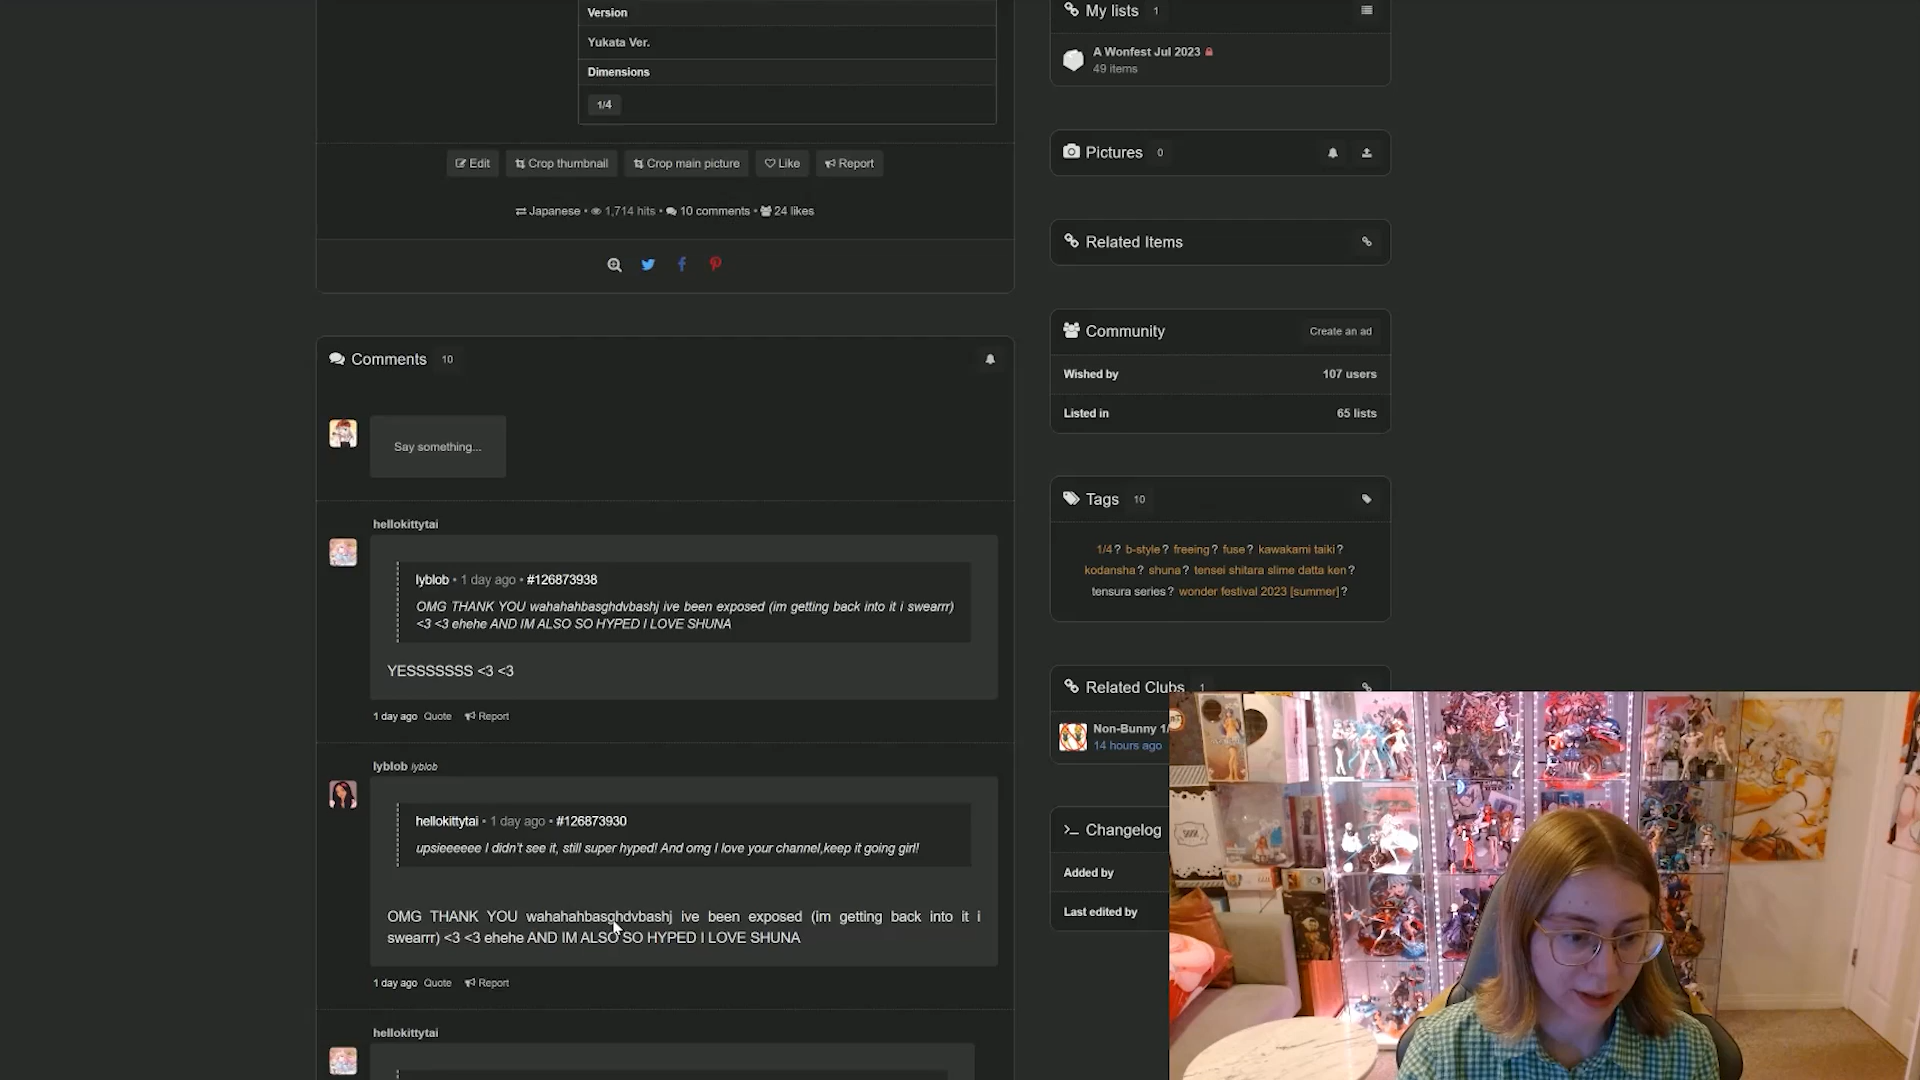 Version
Yukata Ver.
Dimensions
1/4
Edit
Crop thumbnail
Crop main picture
Like
Report
Japanese • 1,714 hits • 10 comments • 24 likes
Comments 10
Say something...
hellokittytai
lyblob • 1 day ago • #126873938
OMG THANK YOU wahahahbasghdvbashj ive been exposed (im getting back into it i swearrr)
<3 <3 ehehe AND IM ALSO SO HYPED I LOVE SHUNA
YESSSSSSS <3 <3
1 day ago Quote Report
lyblob lyblob
hellokittytai • 1 day ago • #126873930
upsieeeeee I didn't see it, still super hyped! And omg I love your channel,keep it going girl!
OMG THANK YOU wahahahbasghdvbashj ive been exposed (im getting back into it i
swearrr) <3 <3 ehehe AND IM ALSO SO HYPED I LOVE SHUNA
1 day ago Quote Report
hellokittytai
My lists 1
A Wonfest Jul 2023
49 items
Pictures 0
Related Items
Community
Create an ad
Wished by 107 users
Listed in 65 lists
Tags 10
1/4 ? b-style ? freeing ? fuse ? kawakami taiki ?
kodansha ? shuna ? tensei shitara slime datta ken ?
tensura series ? wonder festival 2023 [summer] ?
Related Clubs 1
Non-Bunny 1/
14 hours ago
Changelog
Added by
Last edited by